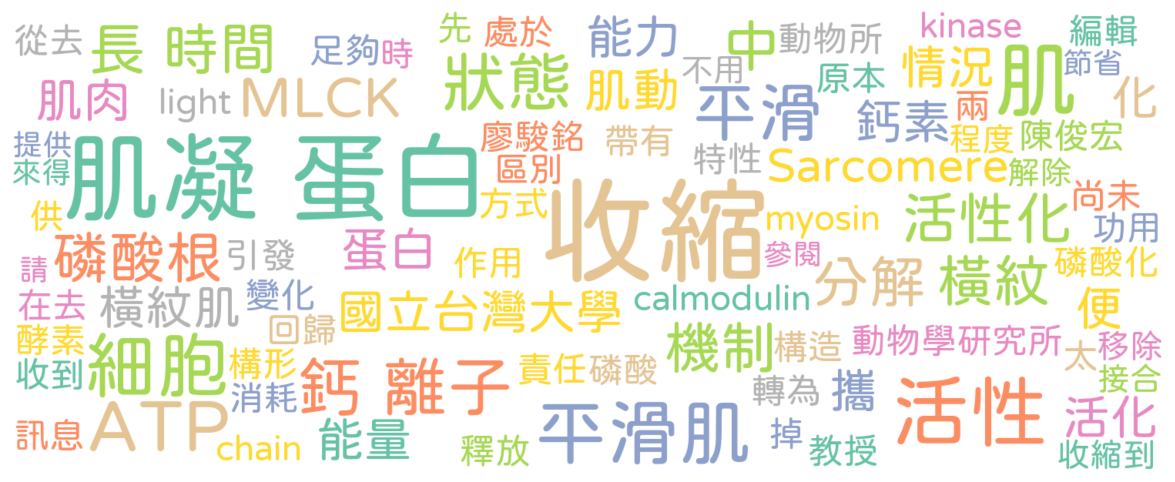 從去 長 時間 足夠 時 先 處於 能力 中 動物所 kinase 編輯
肌肉 light MLCK 狀態 肌動 不用 原本 情況 肌 節省 化
提供 肌凝 蛋白 廖駿銘 帶有 平滑 鈣素 兩 程度 陳俊宏
來得 區別 特性 Sarcomere 解除 尚未
供 方式 收縮 myosin 活性化 功用
請 磷酸根 引發 蛋白 作用 參閱 分解 橫紋 磷酸化
在去 橫紋肌 變化 國立台灣大學 calmodulin 便
酵素 細胞 回歸 機制 構造 動物學研究所 太 移除
收到 構形 鈣 離子 責任 磷酸 轉為 攜 活性 接合
訊息 ATP 消耗 能量 平滑肌 掉 活化
chain 釋放 教授 收縮到